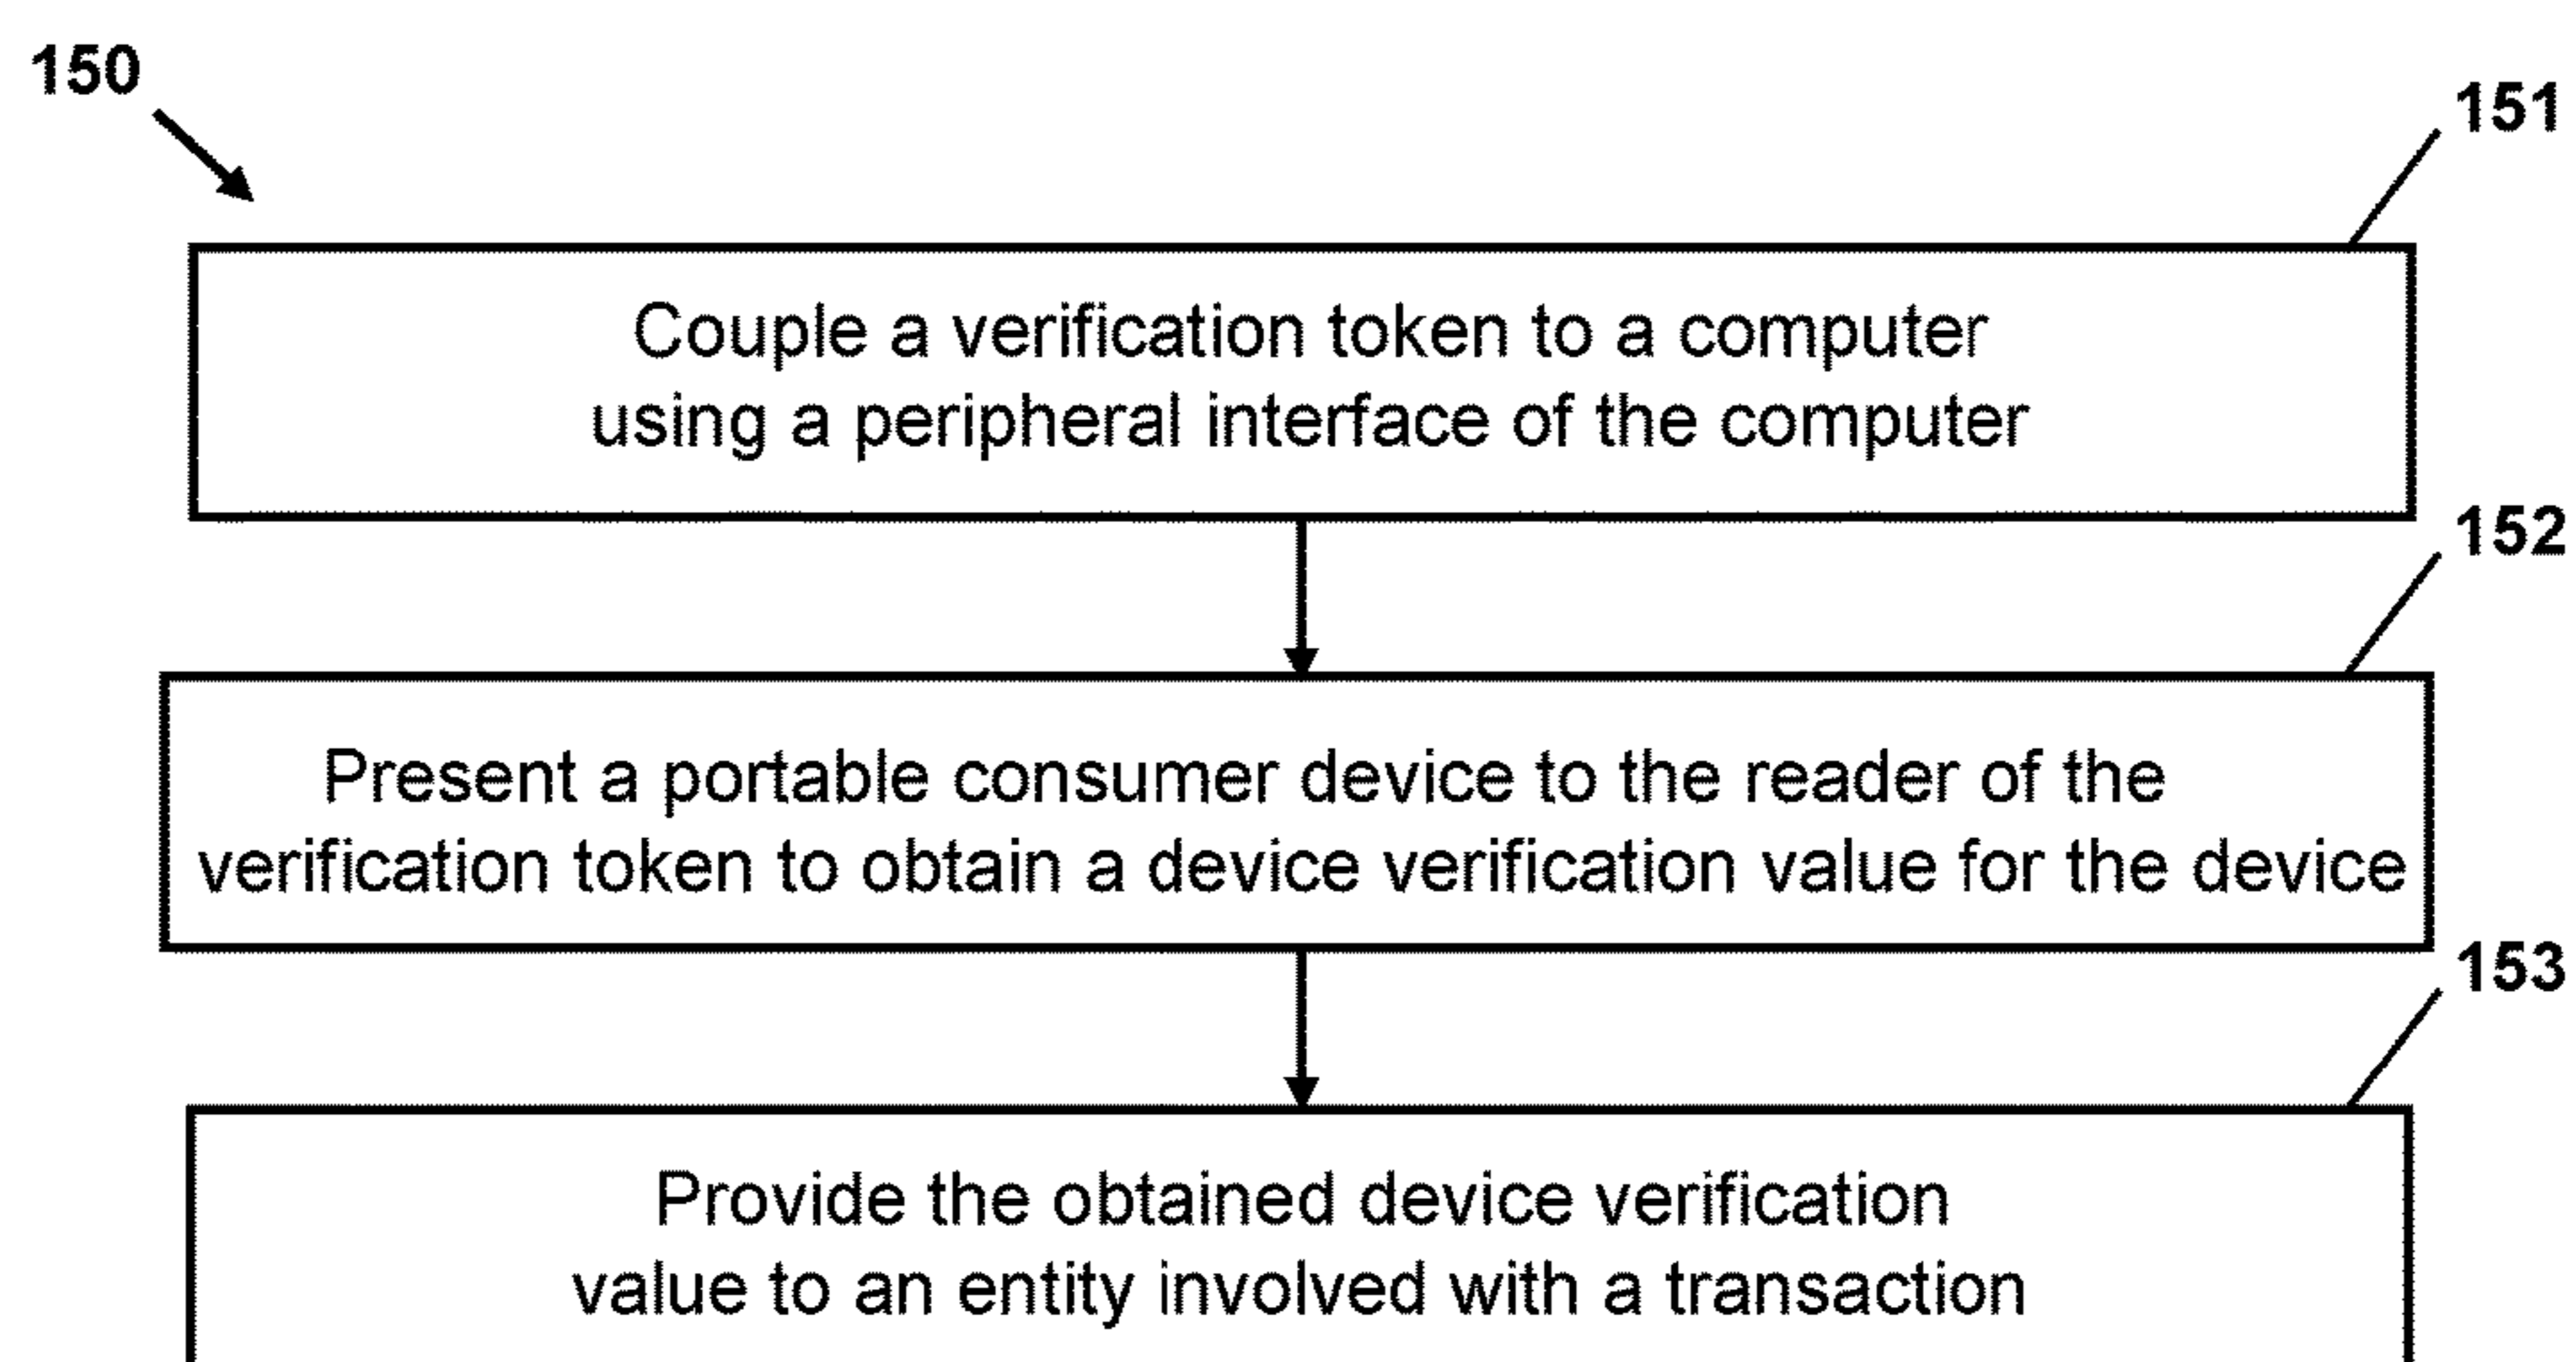 150
151
Couple a verification token to a computer
using a peripheral interface of the computer
152
Present a portable consumer device to the reader of the
verification token to obtain a device verification value for the device
153
Provide the obtained device verification
value to an entity involved with a transaction